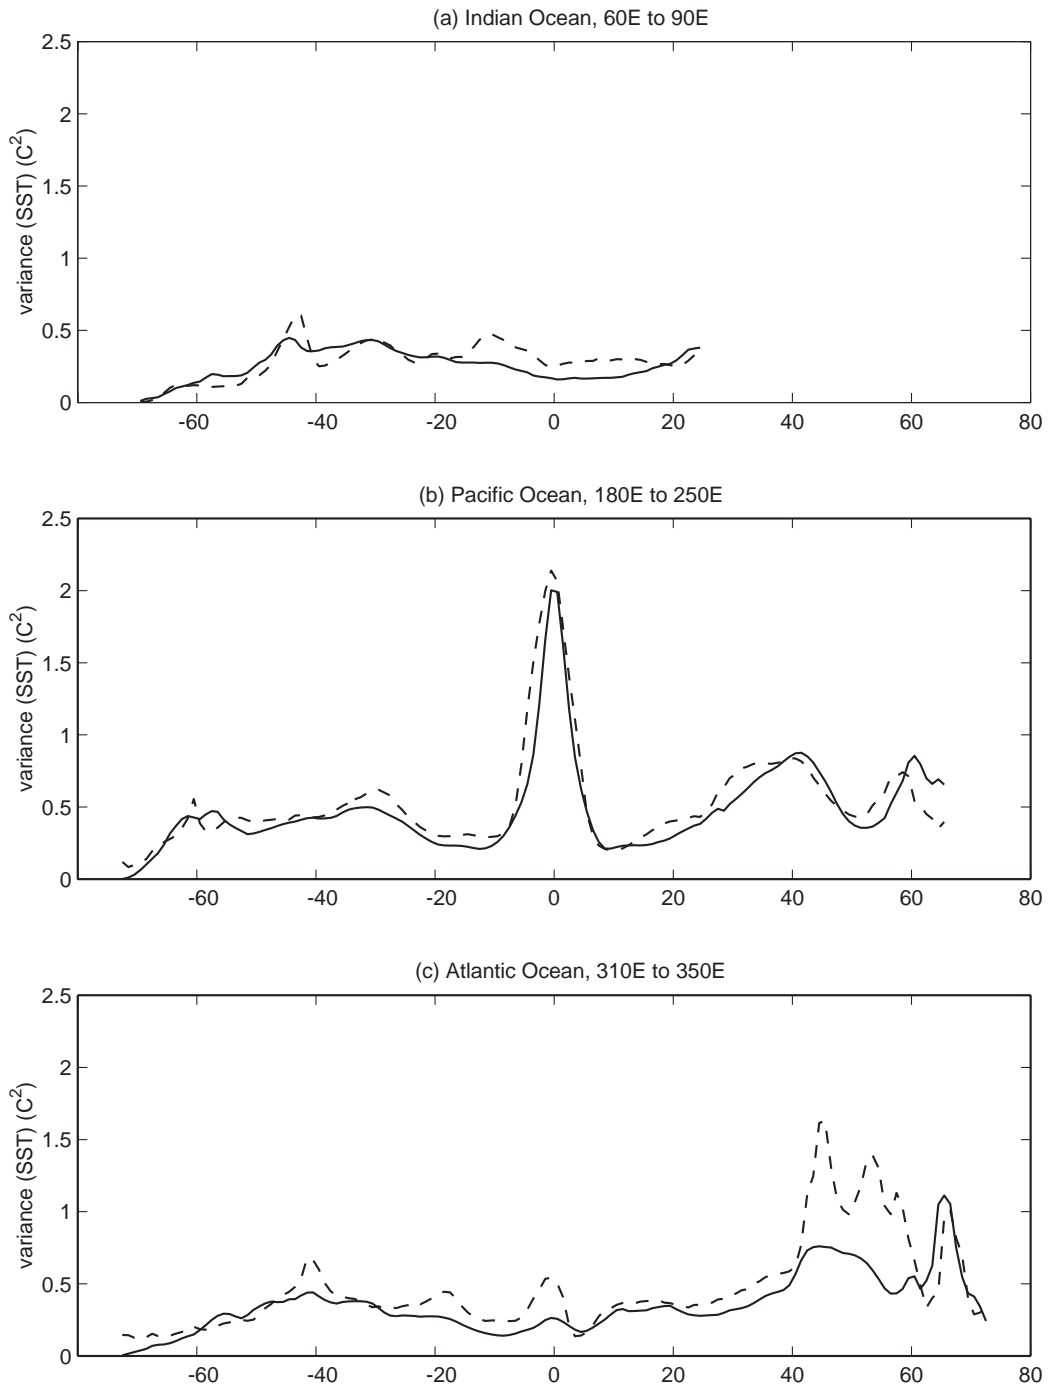 (a) Indian Ocean, 60E to 90E
2.5
2
1.5
1
0.5
0
variance (SST) (C²)
-60 -40 -20 0 20 40 60 80
(b) Pacific Ocean, 180E to 250E
2.5
2
1.5
1
0.5
0
variance (SST) (C²)
-60 -40 -20 0 20 40 60 80
(c) Atlantic Ocean, 310E to 350E
2.5
2
1.5
1
0.5
0
variance (SST) (C²)
-60 -40 -20 0 20 40 60 80